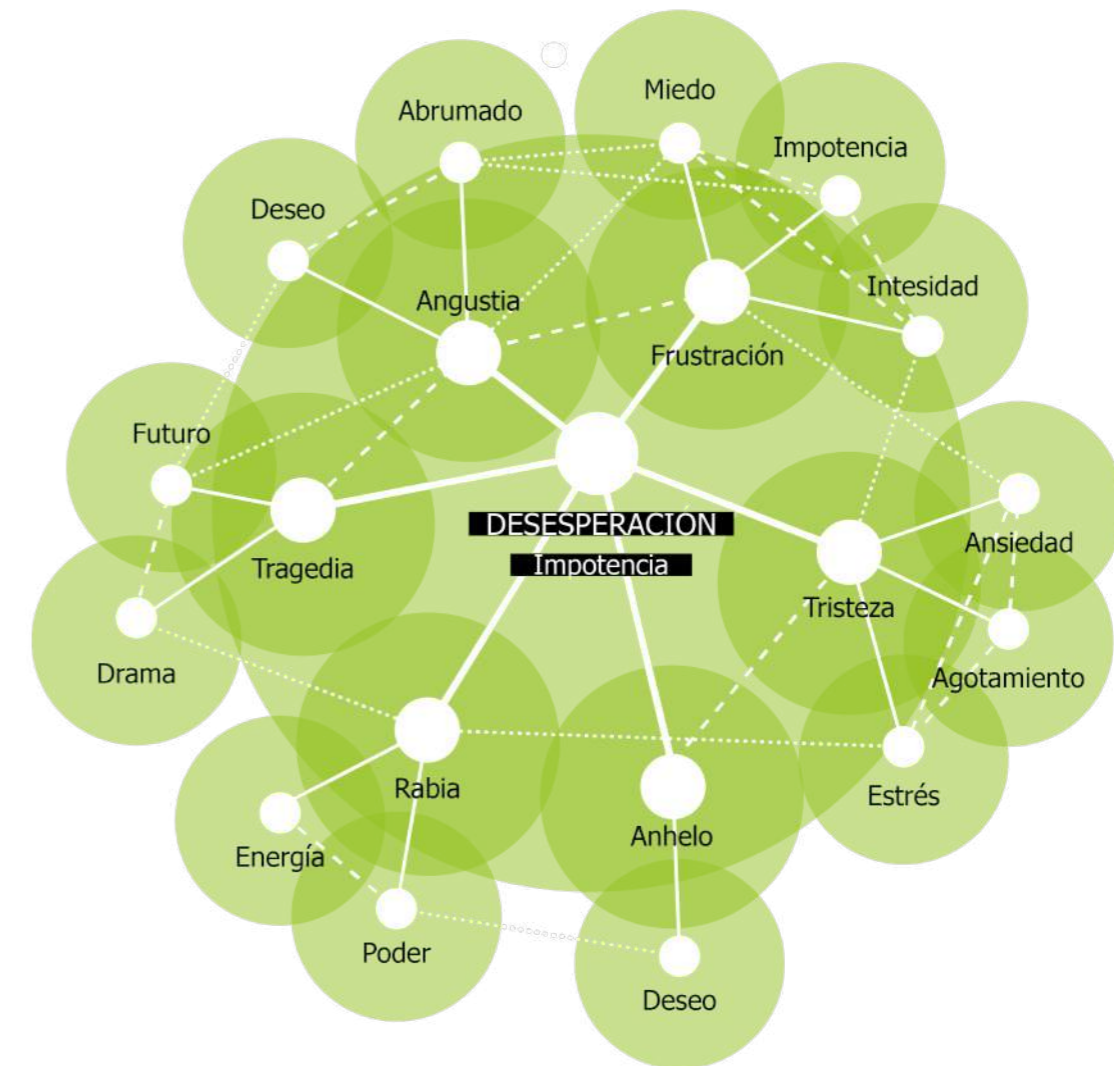 Miedo
Abrumado
Impotencia
Deseo
Intesidad
Angustia
Frustración
Futuro
DESESPERACION
Impotencia
Ansiedad
Tragedia
Tristeza
Drama
Agotamiento
Rabia
Estrés
Anhelo
Energía
Poder
Deseo